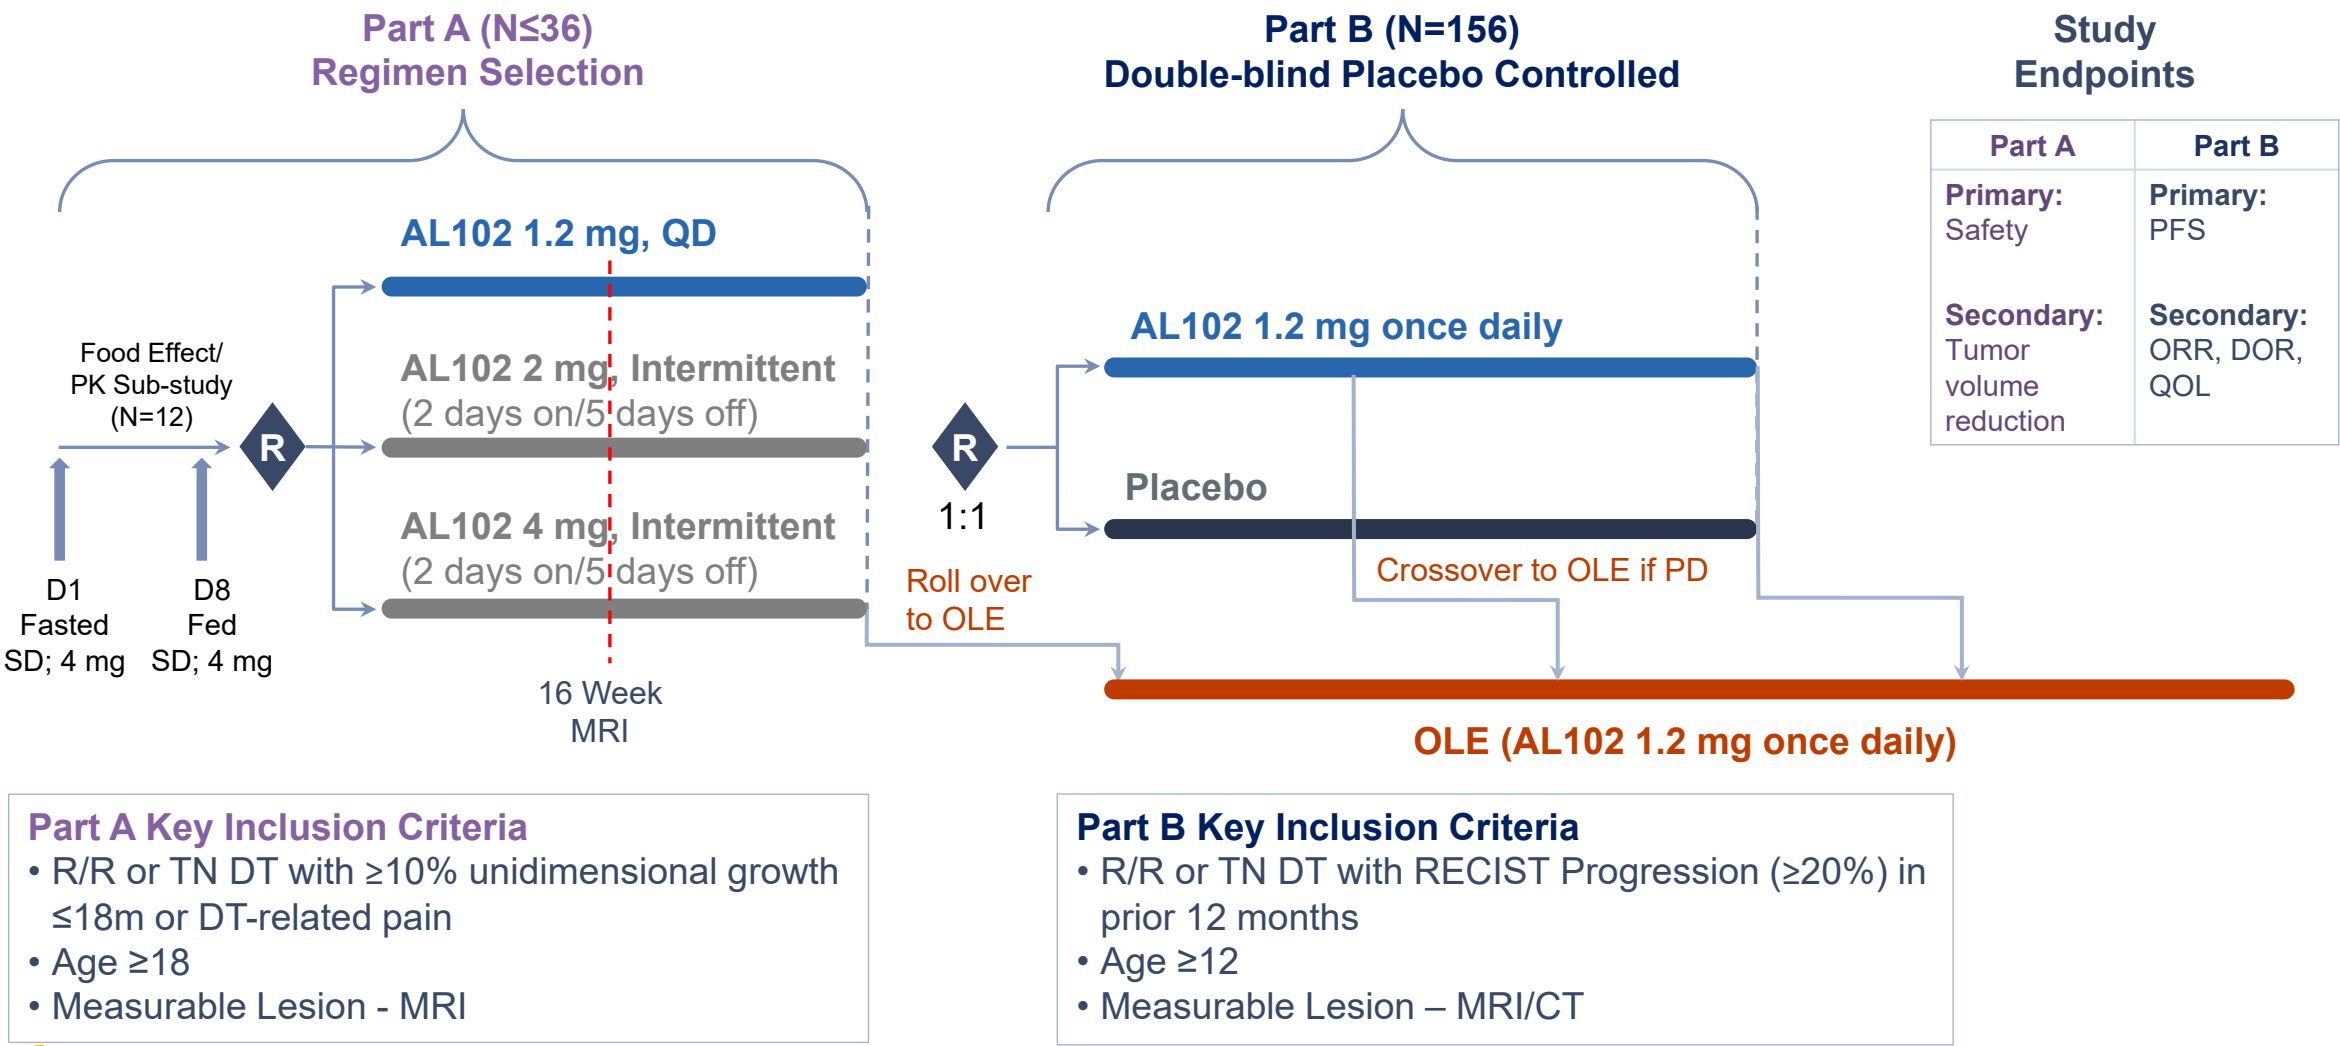 Part A (N≤36)
Regimen Selection
Part B (N=156)
Double-blind Placebo Controlled
Study
Endpoints
Part A
Part B
Primary:
Safety
Secondary:
Tumor
volume
reduction
Primary:
PFS
Secondary:
ORR, DOR,
QOL
Food Effect/
PK Sub-study
(N=12)
R
D1
Fasted
SD; 4 mg
D8
Fed
SD; 4 mg
AL102 1.2 mg, QD
AL102 2 mg, Intermittent
(2 days on/5 days off)
AL102 4 mg, Intermittent
(2 days on/5 days off)
16 Week
MRI
R
1:1
AL102 1.2 mg once daily
Placebo
Roll over
to OLE
Crossover to OLE if PD
OLE (AL102 1.2 mg once daily)
Part A Key Inclusion Criteria
• R/R or TN DT with ≥10% unidimensional growth
≤18m or DT-related pain
• Age ≥18
• Measurable Lesion - MRI
Part B Key Inclusion Criteria
• R/R or TN DT with RECIST Progression (≥20%) in
prior 12 months
• Age ≥12
• Measurable Lesion – MRI/CT